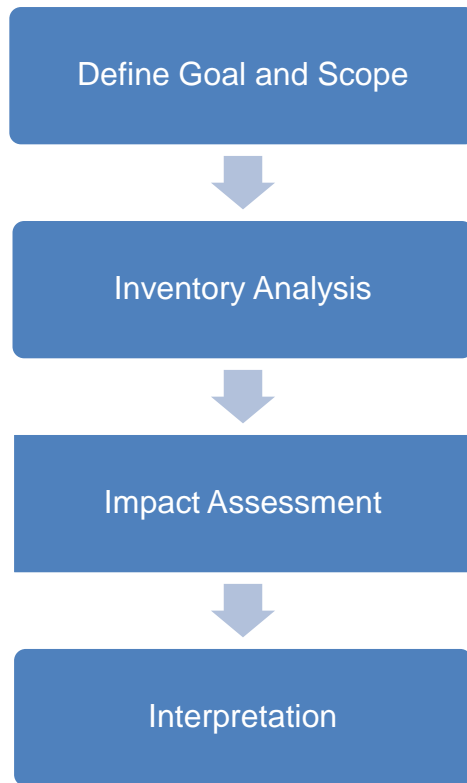 Define Goal and Scope
Inventory Analysis
Impact Assessment
Interpretation